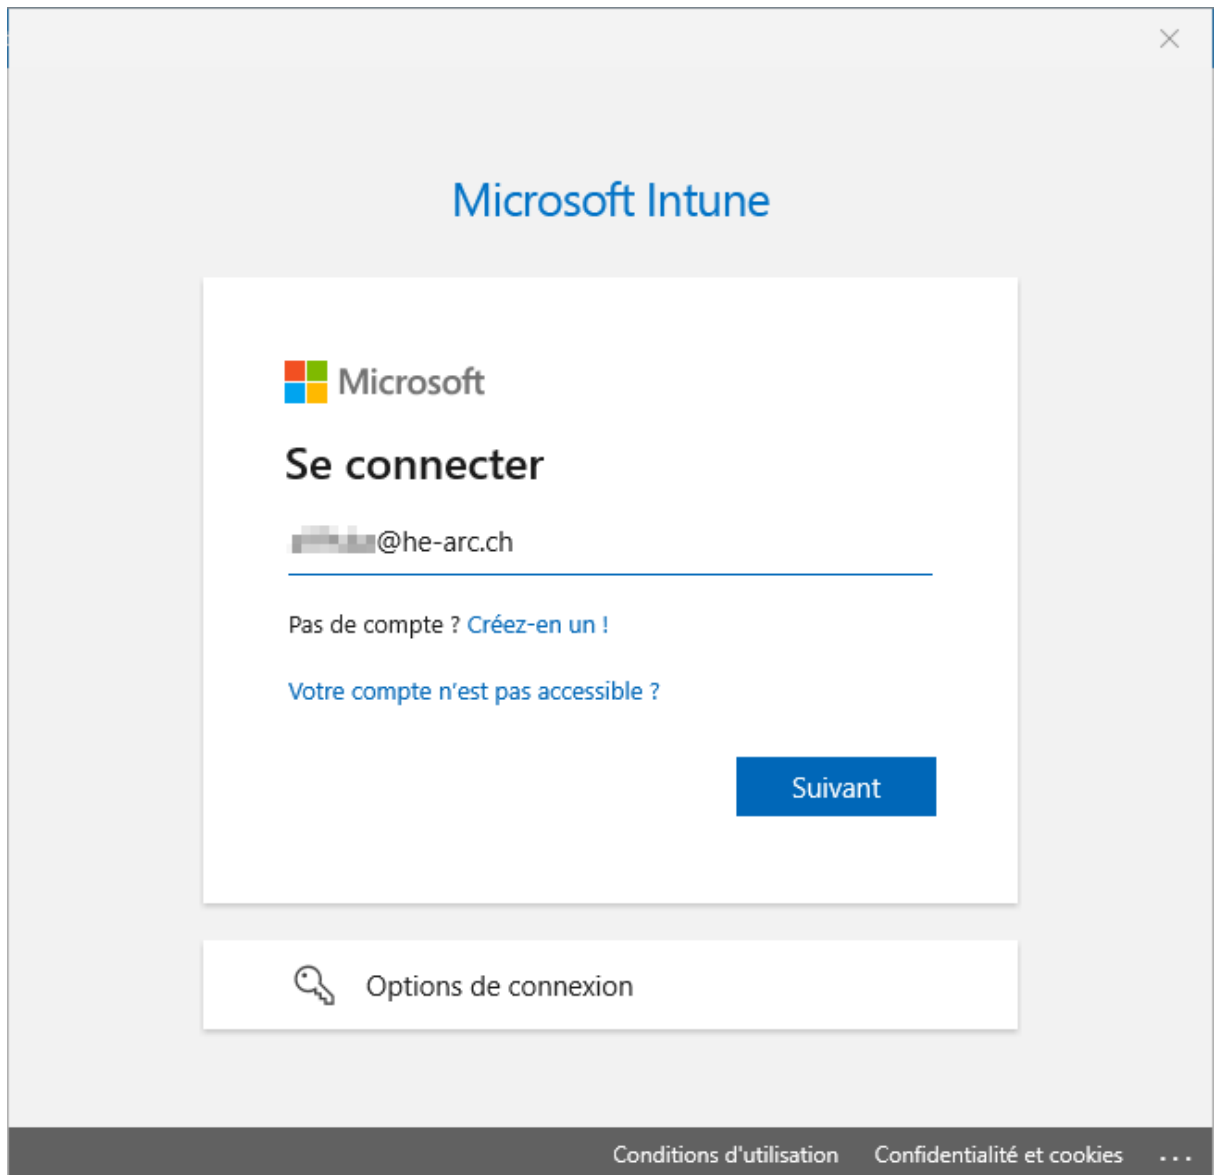 Microsoft Intune
Microsoft
Se connecter
@he-arc.ch
Pas de compte ? Créez-en un !
Votre compte n'est pas accessible ?
Suivant
Options de connexion
Conditions d'utilisation Confidentialité et cookies ...